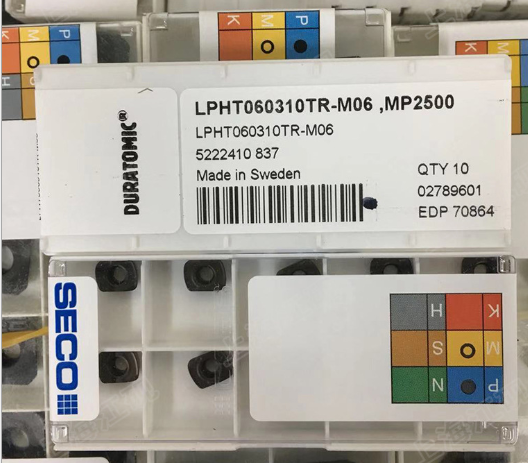 K
M
P
K
M
P
K
M
DURATOMIC®
LPHT060310TR-M06 ,MP2500
LPHT060310TR-M06
5222410 837
Made in Sweden
QTY 10
02789601
EDP 70864
SECO
H
K
S
M
N
P